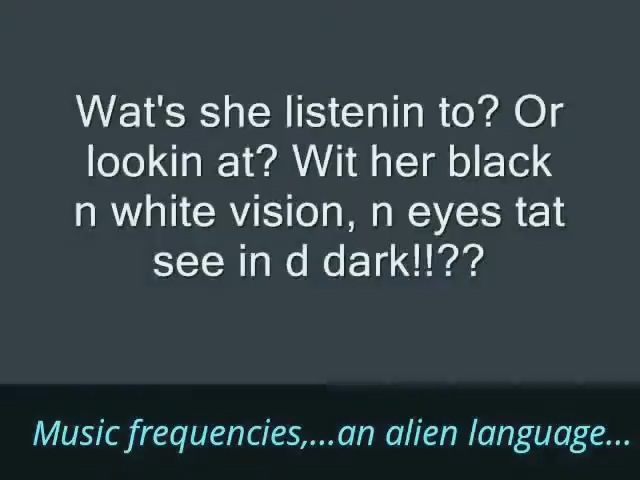 Wat's she listenin to? Or
lookin at? Wit her black
n white vision, n eyes tat
see in d dark!!??
Music frequencies,...an alien language...